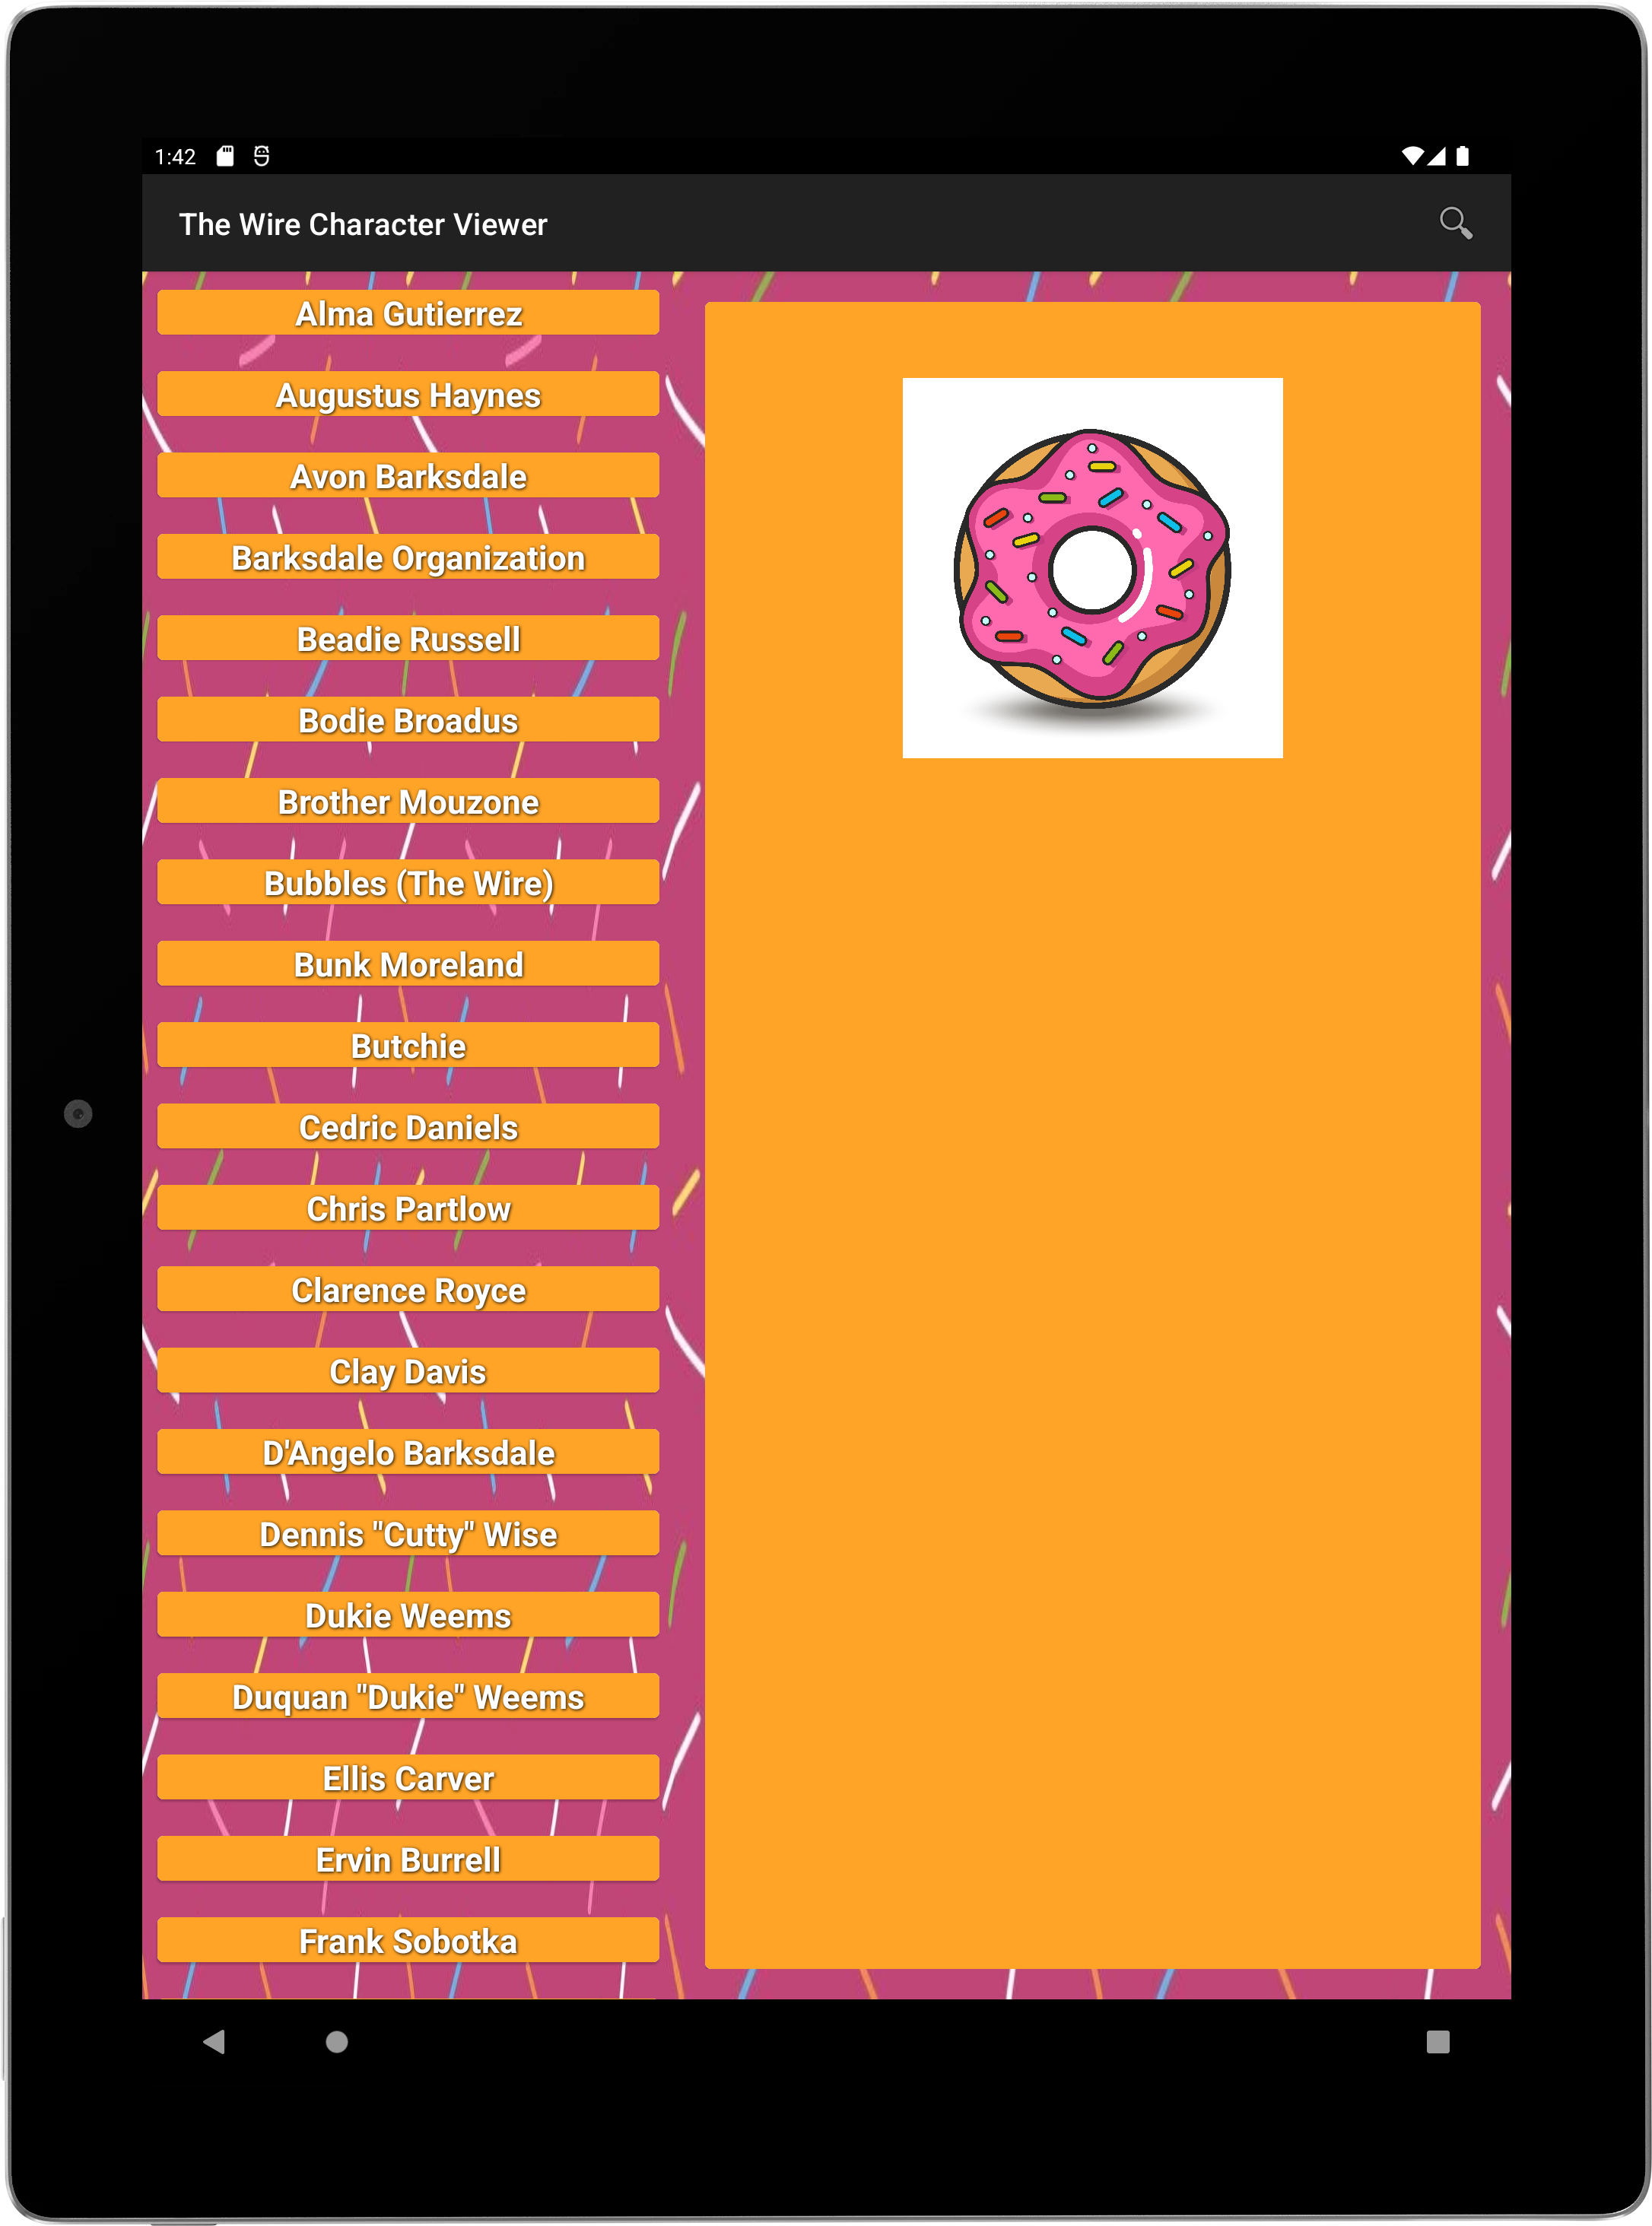 1:42
The Wire Character Viewer
Alma Gutierrez
Augustus Haynes
Avon Barksdale
Barksdale Organization
Beadie Russell
Bodie Broadus
Brother Mouzone
Bubbles (The Wire)
Bunk Moreland
Butchie
Cedric Daniels
Chris Partlow
Clarence Royce
Clay Davis
D'Angelo Barksdale
Dennis "Cutty" Wise
Dukie Weems
Duquan "Dukie" Weems
Ellis Carver
Ervin Burrell
Frank Sobotka